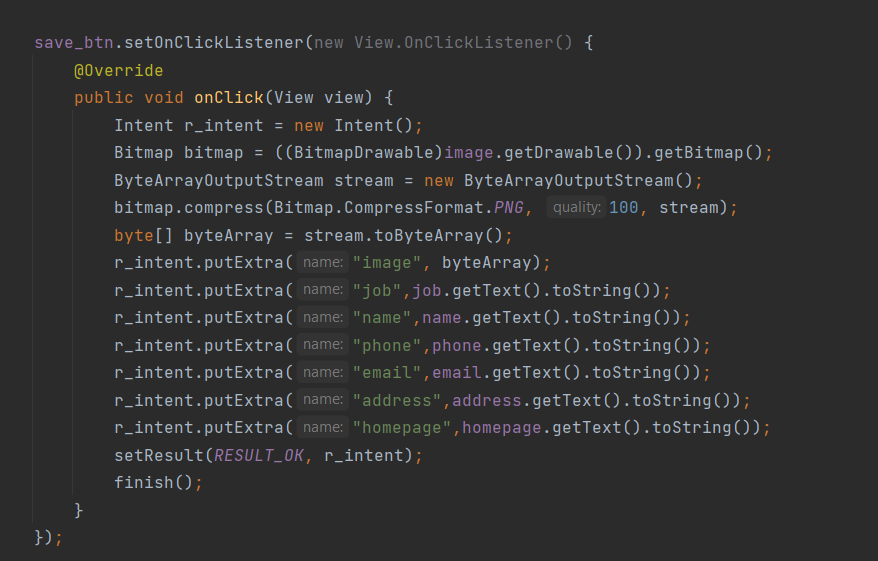 save_btn.setOnClickListener(new View.OnClickListener() {
@Override
public void onClick(View view) {
Intent r_intent = new Intent();
Bitmap bitmap = ((BitmapDrawable)image.getDrawable()).getBitmap();
ByteArrayOutputStream stream = new ByteArrayOutputStream();
bitmap.compress(Bitmap.CompressFormat.PNG, quality: 100, stream);
byte[] byteArray = stream.toByteArray();
r_intent.putExtra( name: "image", byteArray);
r_intent.putExtra( name: "job",job.getText().toString());
r_intent.putExtra( name: "name",name.getText().toString());
r_intent.putExtra( name: "phone",phone.getText().toString());
r_intent.putExtra( name: "email",email.getText().toString());
r_intent.putExtra( name: "address",address.getText().toString());
r_intent.putExtra( name: "homepage",homepage.getText().toString());
setResult(RESULT_OK, r_intent);
finish();
}
});